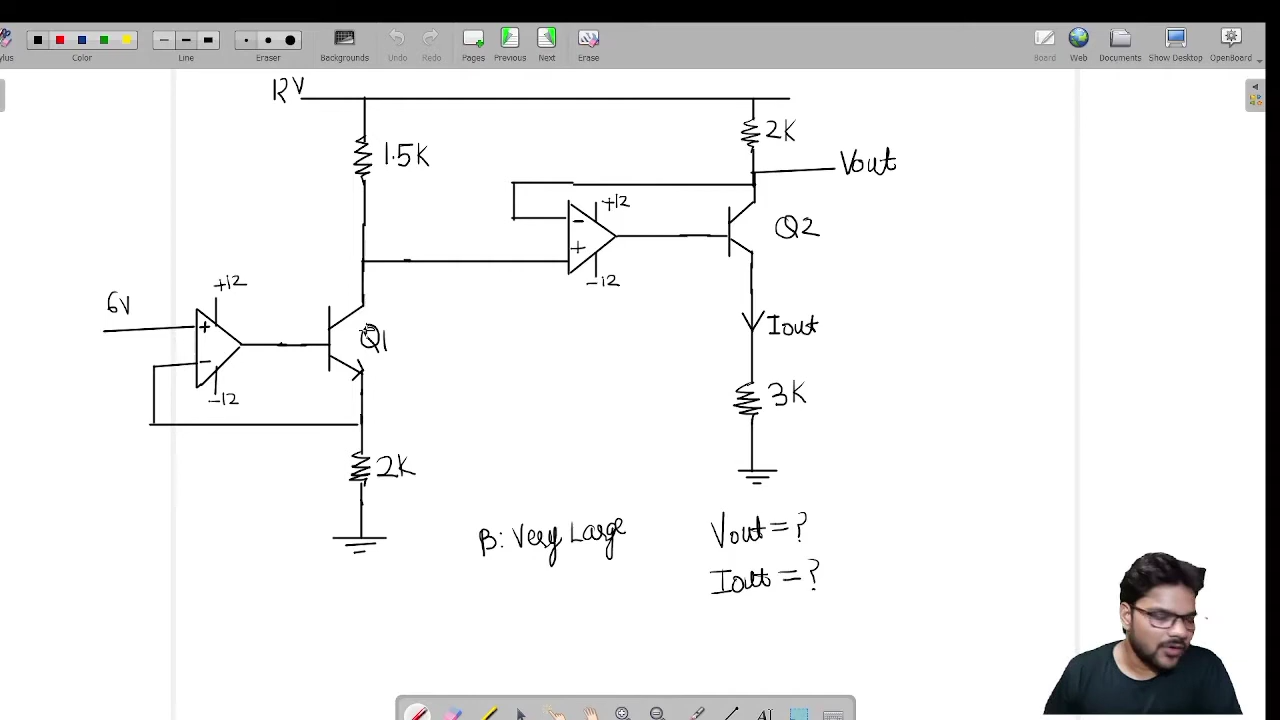 Color
Line
Eraser
Backgrounds
Undo
Redo
Pages
Previous
Next
Erase
Board
Web
Documents
Show Desktop
OpenBoard
12V
1.5K
2K
Vout
+12
-
+
-12
Q2
6V
+12
+
-
-12
Q1
Iout
3K
2K
β: Very Large
Vout = ?
Iout = ?